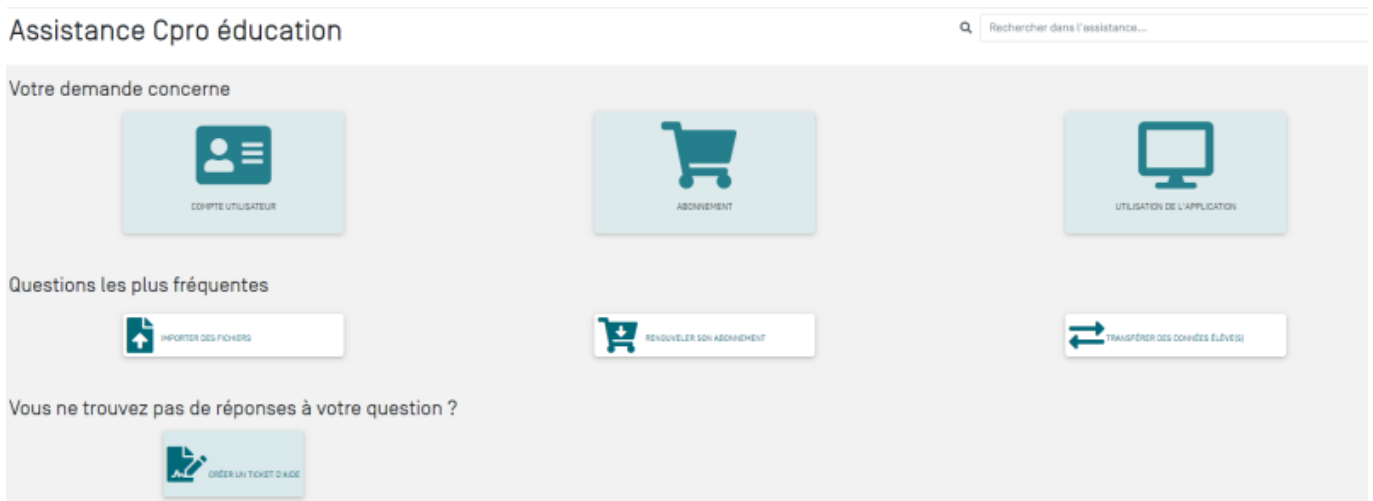 Assistance Cpro éducation
Rechercher dans l'assistance...
Votre demande concerne
COMPTE UTILISATEUR
ABONNEMENT
UTILISATION DE L'APPLICATION
Questions les plus fréquentes
IMPORTER DES FICHIERS
RENOUVELER SON ABONNEMENT
TRANSFÉRER DES DONNÉES ÉLÈVE(S)
Vous ne trouvez pas de réponses à votre question ?
CRÉER UN TICKET D'AIDE